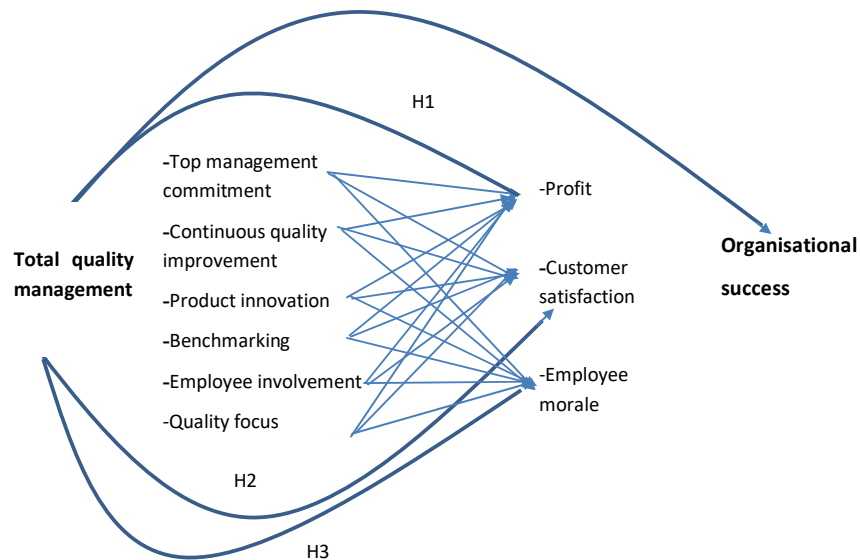 H1
-Top management
commitment
-Profit
-Continuous quality
improvement
Total quality
management
Organisational
success
-Customer
satisfaction
-Product innovation
-Benchmarking
-Employee involvement
-Employee
morale
-Quality focus
H2
H3